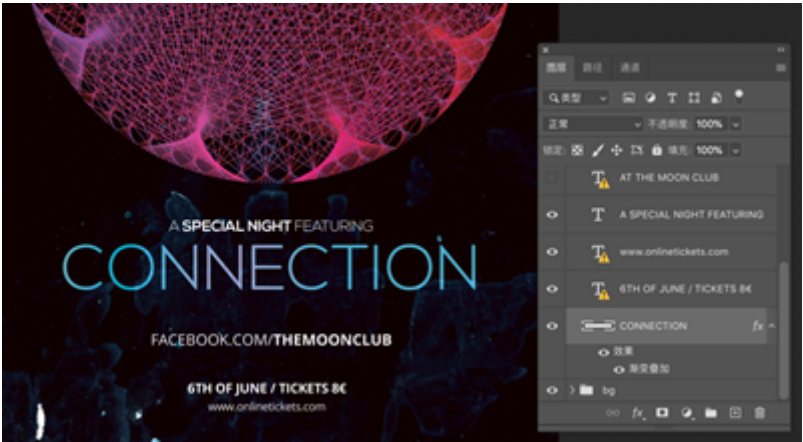 A SPECIAL NIGHT FEATURING
CONNECTION
FACEBOOK.COM/THEMOONCLUB
6TH OF JUNE / TICKETS 8€
www.onlinetickets.com
图层 路径 通道
类型
正常 不透明度: 100%
锁定: 填充: 100%
AT THE MOON CLUB
A SPECIAL NIGHT FEATURING
www.onlinetickets.com
6TH OF JUNE / TICKETS 8€
CONNECTION fx
效果
渐变叠加
bg
fx